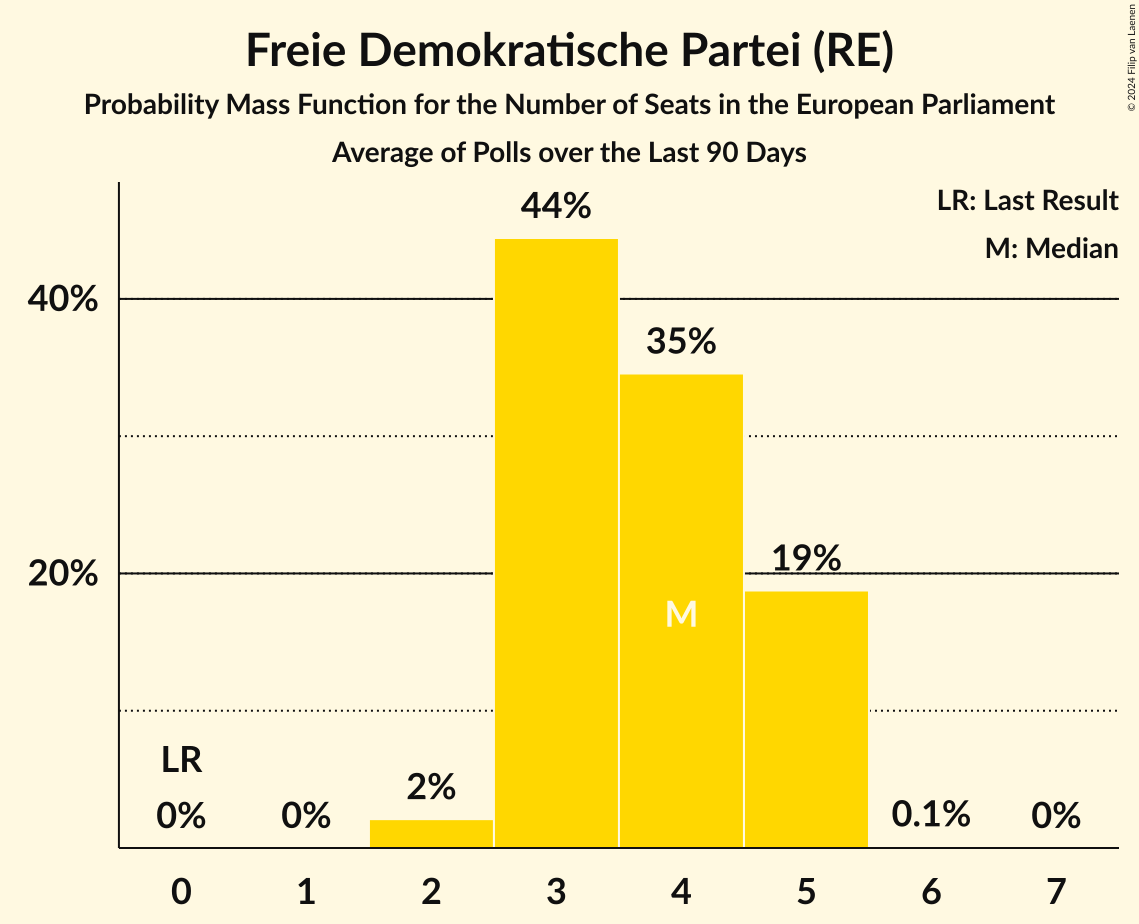 Freie Demokratische Partei (RE)
Probability Mass Function for the Number of Seats in the European Parliament
Average of Polls over the Last 90 Days
© 2024 Filip van Laenen
LR: Last Result
M: Median
44%
40%
35%
20%
19%
M
LR
0%
0%
2%
0.1%
0%
0 1 2 3 4 5 6 7